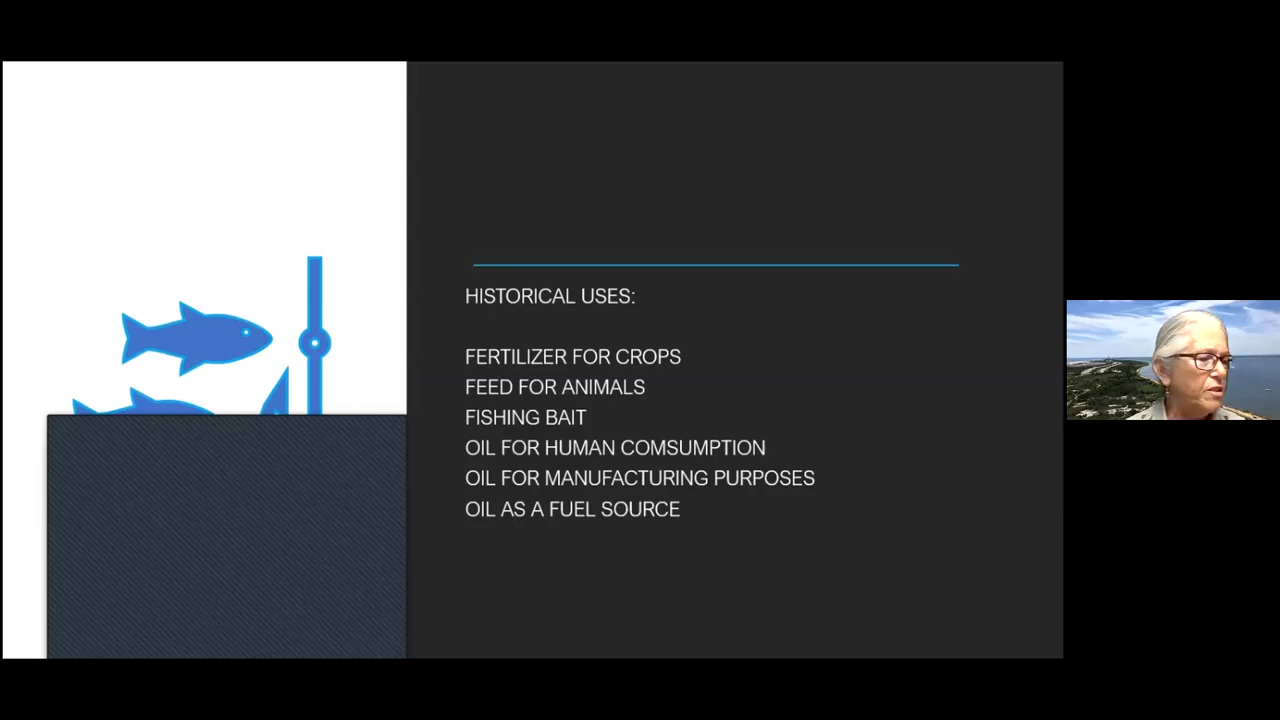 HISTORICAL USES:
FERTILIZER FOR CROPS
FEED FOR ANIMALS
FISHING BAIT
OIL FOR HUMAN COMSUMPTION
OIL FOR MANUFACTURING PURPOSES
OIL AS A FUEL SOURCE